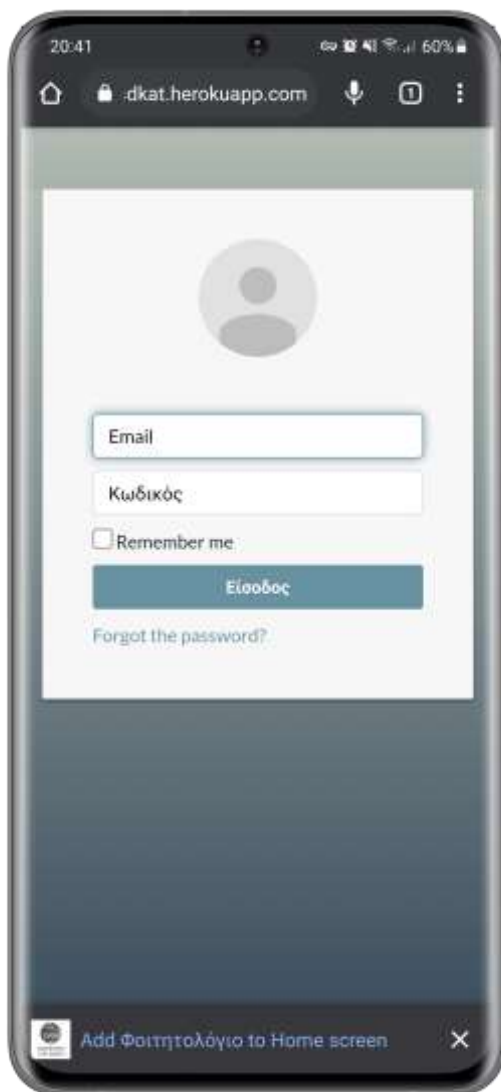 20:41 60%
.dkat.herokuapp.com 1
Email
Κωδικός
Remember me
Είσοδος
Forgot the password?
Add Φοιτητολόγιο to Home screen